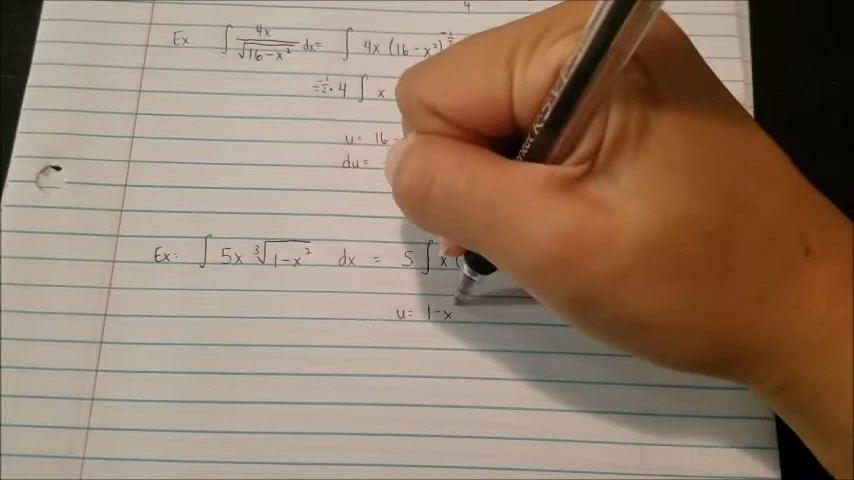 4
Ex ∫ 4x/√(16-x²) dx = ∫ 4x (16-x²)^(-1/2)
= -1/2 · 4 ∫ x
u = 16
du =
Ex: ∫ 5x ∛(1-x²) dx = 5 ∫ x (
u = 1-x